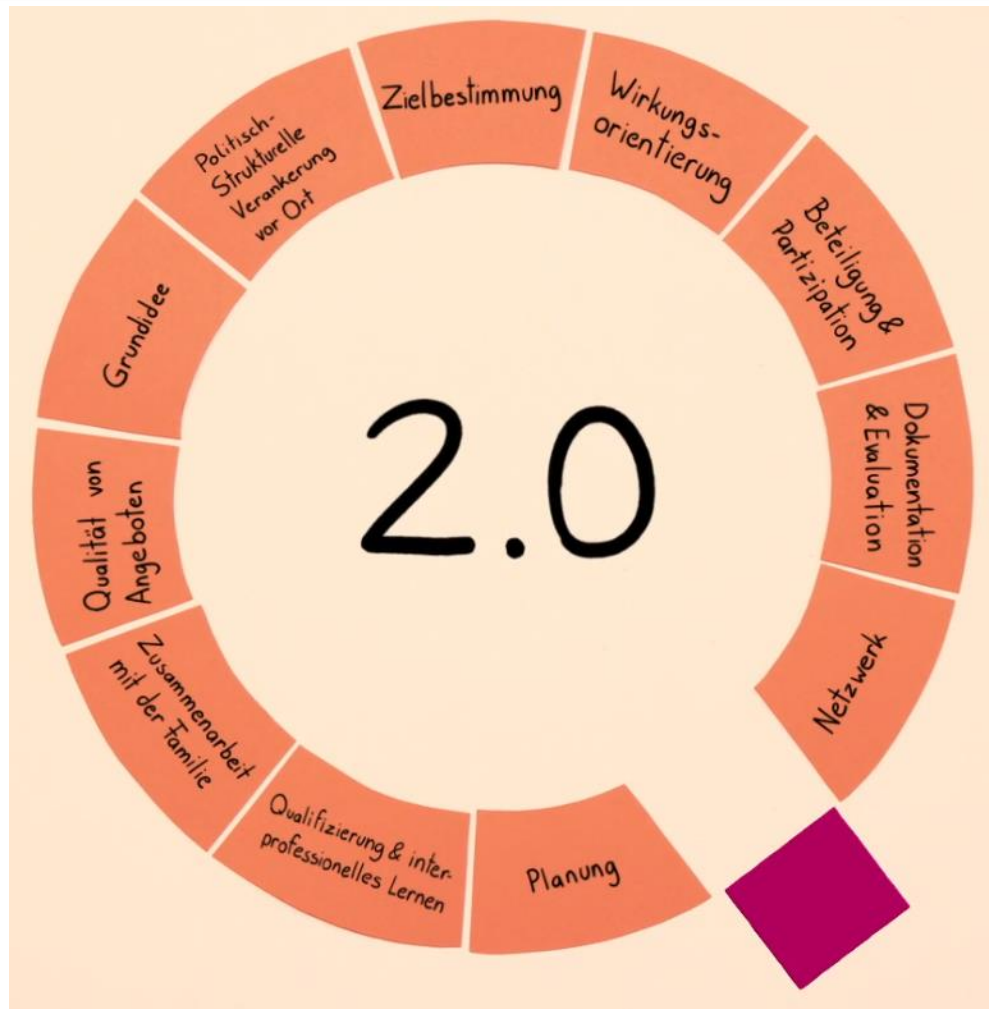 Zielbestimmung
Wirkungs-
orientierung
Beteiligung &
Partizipation
Dokumentation
& Evaluation
Netzwerk
Planung
Qualifizierung & inter-
professionelles Lernen
Zusammenarbeit
mit der Familie
Qualität von
Angeboten
Grundidee
Politisch-
Strukturelle
Verankerung
vor Ort
2.0